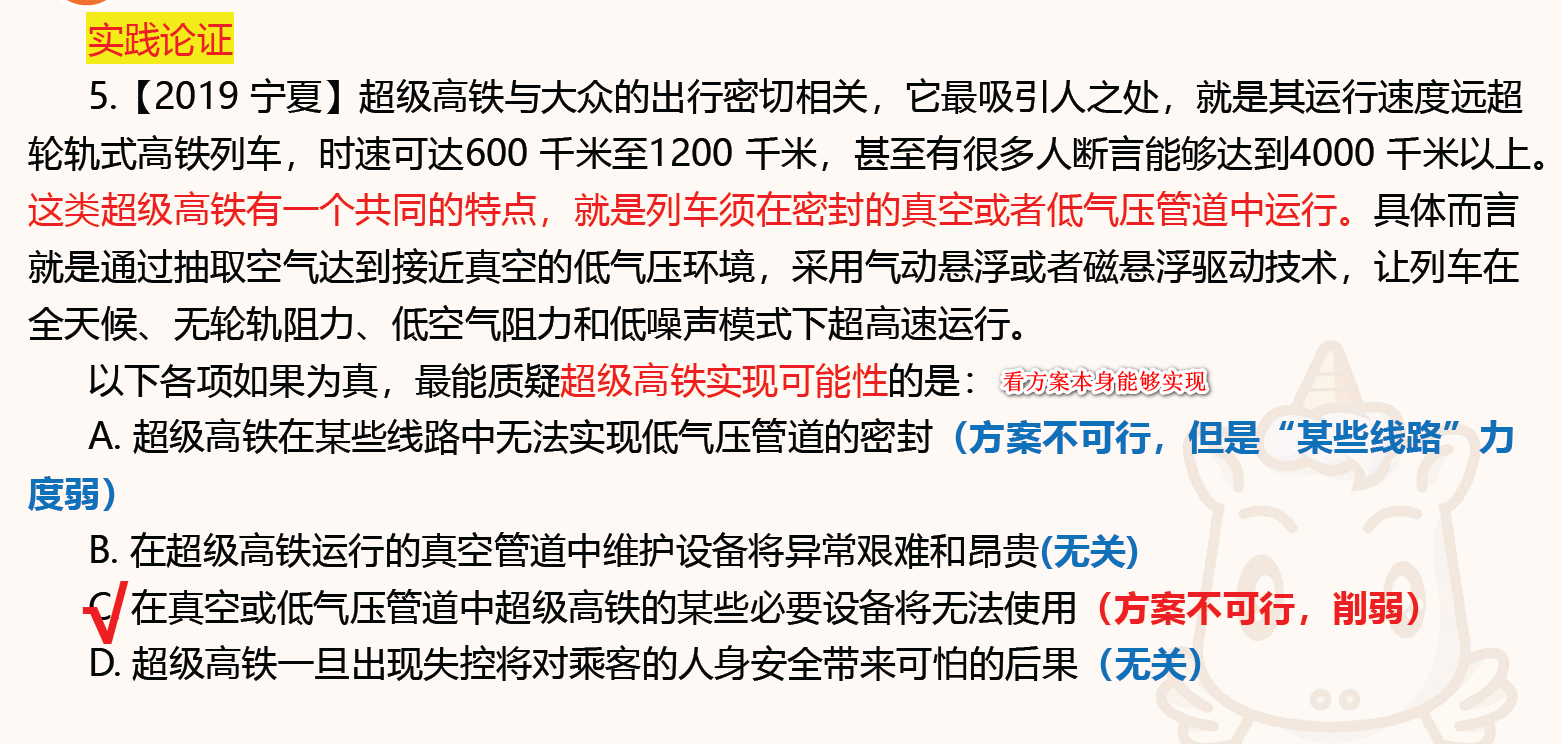 实践论证
5.【2019 宁夏】超级高铁与大众的出行密切相关，它最吸引人之处，就是其运行速度远超
轮轨式高铁列车，时速可达600 千米至1200 千米，甚至有很多人断言能够达到4000 千米以上。
这类超级高铁有一个共同的特点，就是列车须在密封的真空或者低气压管道中运行。具体而言
就是通过抽取空气达到接近真空的低气压环境，采用气动悬浮或者磁悬浮驱动技术，让列车在
全天候、无轮轨阻力、低空气阻力和低噪声模式下超高速运行。
以下各项如果为真，最能质疑超级高铁实现可能性的是： 看方案本身能够实现
A. 超级高铁在某些线路中无法实现低气压管道的密封（方案不可行，但是“某些线路”力
度弱）
B. 在超级高铁运行的真空管道中维护设备将异常艰难和昂贵(无关)
√ C. 在真空或低气压管道中超级高铁的某些必要设备将无法使用（方案不可行，削弱）
D. 超级高铁一旦出现失控将对乘客的人身安全带来可怕的后果（无关）